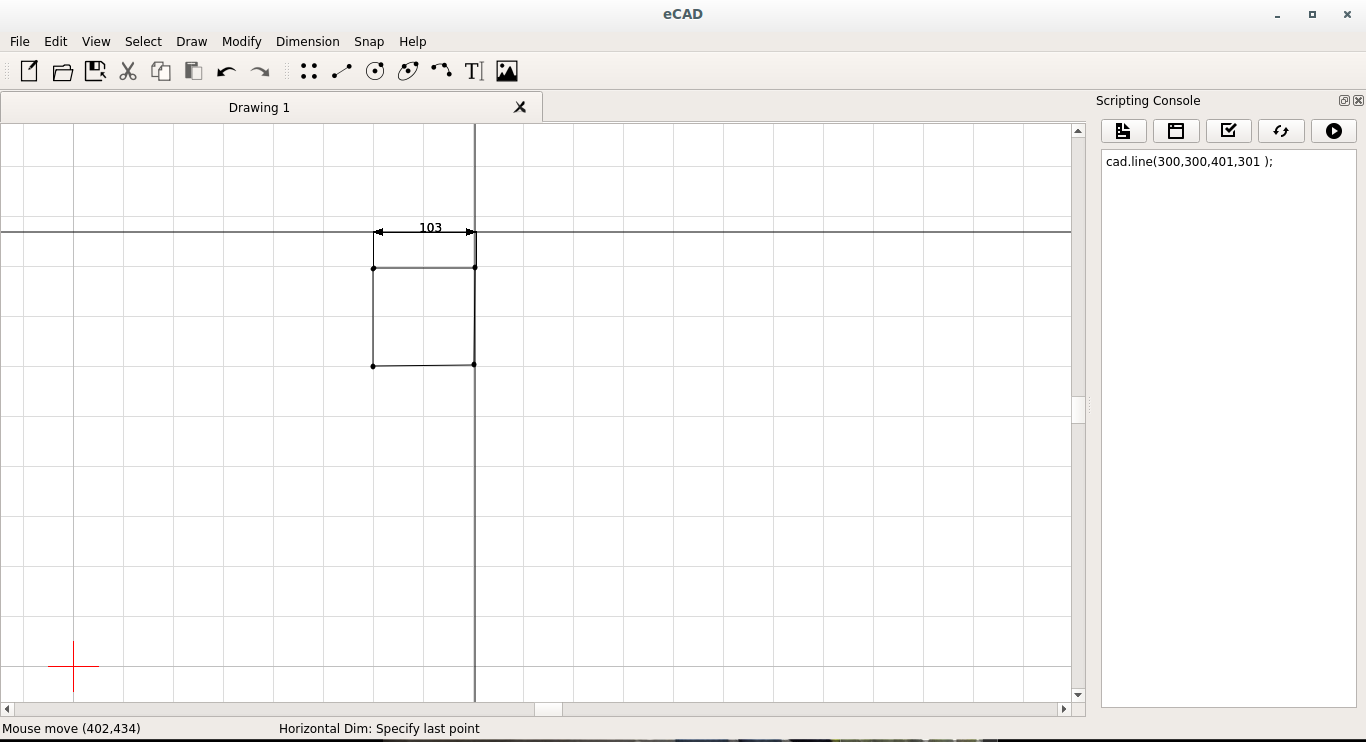 eCAD
File Edit View Select Draw Modify Dimension Snap Help
Drawing 1
Scripting Console
cad.line(300,300,401,301 );
103
Mouse move (402,434)
Horizontal Dim: Specify last point